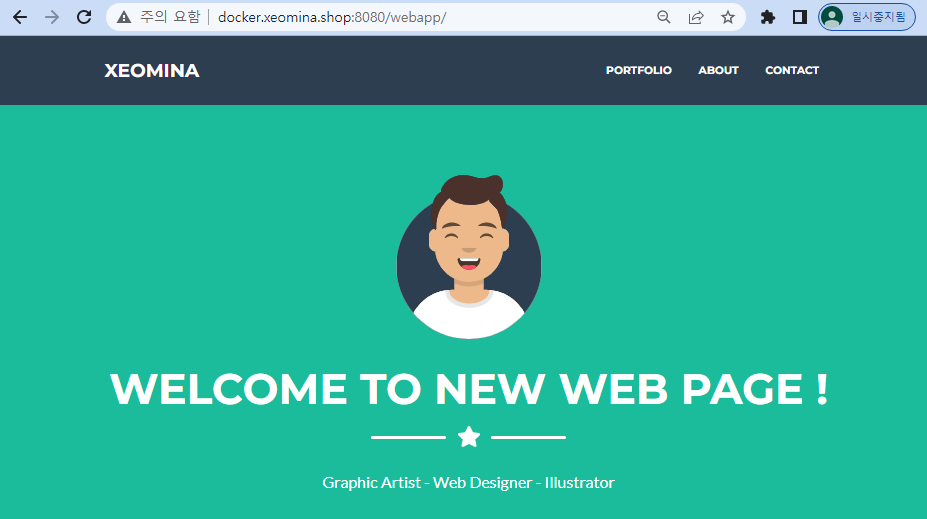 주의 요함 docker.xeomina.shop:8080/webapp/ 일시중지됨
XEOMINA PORTFOLIO ABOUT CONTACT
WELCOME TO NEW WEB PAGE !
Graphic Artist - Web Designer - Illustrator